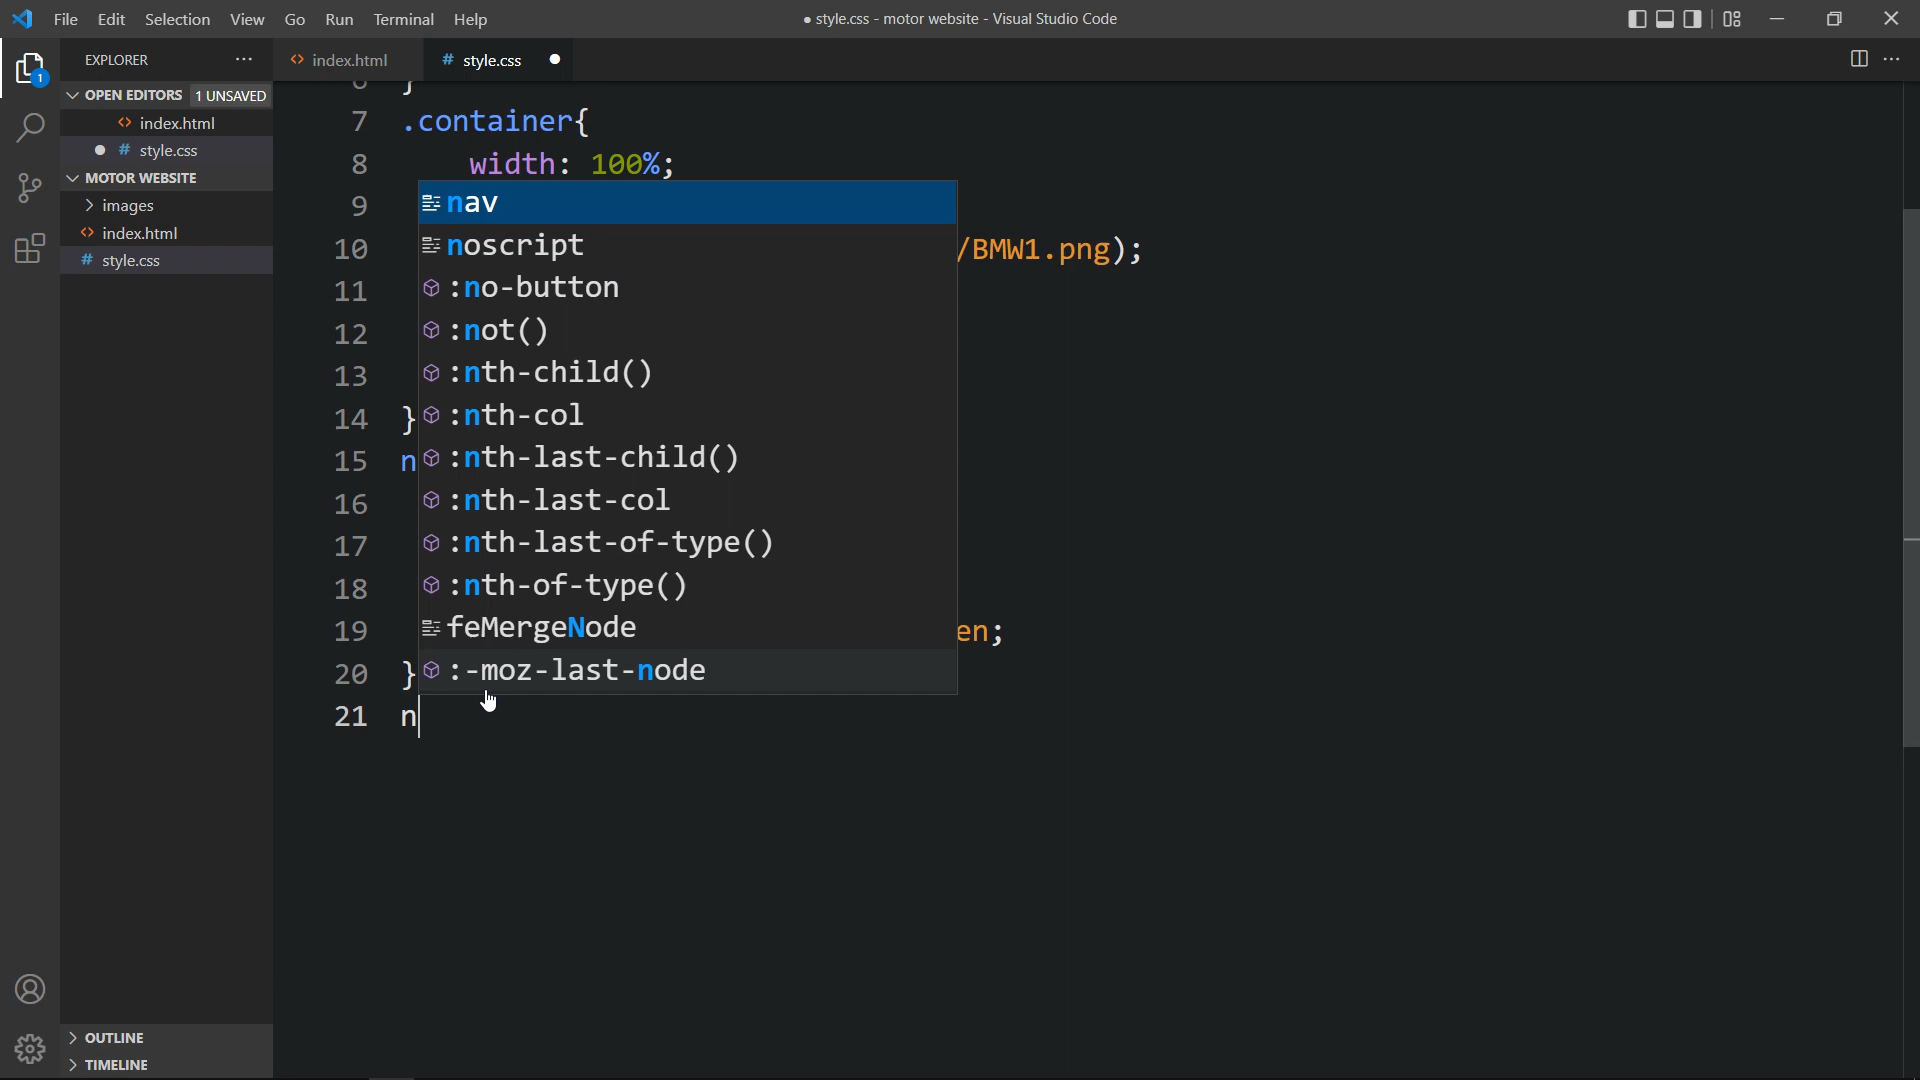 File Edit Selection View Go Run Terminal Help
● style.css - motor website - Visual Studio Code
EXPLORER ···
<> index.html
# style.css ●
OPEN EDITORS 1 UNSAVED
<> index.html
● # style.css
MOTOR WEBSITE
> images
<> index.html
# style.css
OUTLINE
TIMELINE
1
7 .container{
8 width: 100%;
9
10 /BMW1.png);
11
12
13
14 }
15 n
16
17
18
19 en;
20 }
21 n
nav
noscript
:no-button
:not()
:nth-child()
:nth-col
:nth-last-child()
:nth-last-col
:nth-last-of-type()
:nth-of-type()
feMergeNode
:-moz-last-node